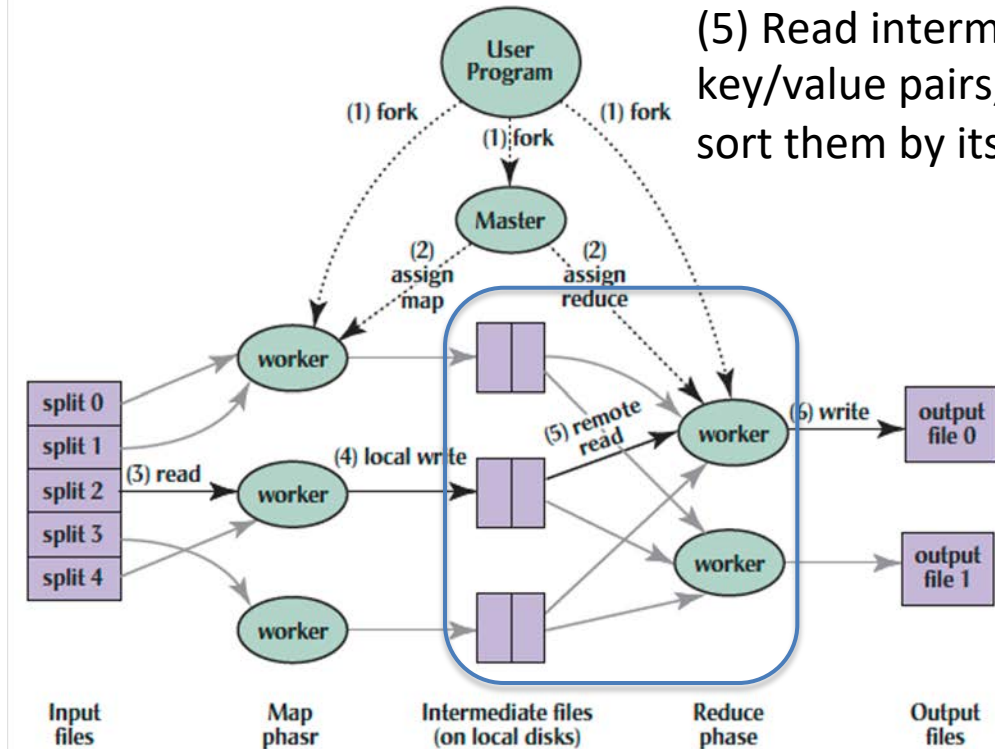 (5) Read interm
key/value pairs,
sort them by its
User
Program
(1) fork
(1) fork
(1) fork
Master
(2)
assign
map
(2)
assign
reduce
worker
split 0
split 1
split 2
split 3
split 4
(3) read
worker
(4) local write
(5) remote
read
worker
(6) write
output
file 0
worker
output
file 1
worker
Input
files
Map
phasr
Intermediate files
(on local disks)
Reduce
phase
Output
files